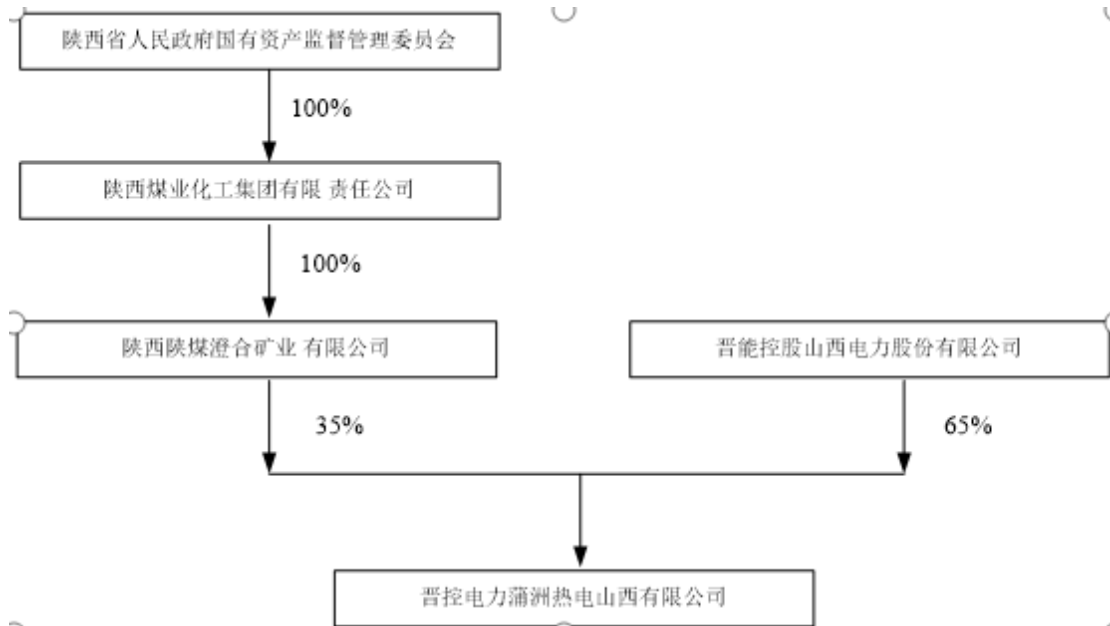 陕西省人民政府国有资产监督管理委员会
100%
陕西煤业化工集团有限 责任公司
100%
陕西陕煤澄合矿业 有限公司
晋能控股山西电力股份有限公司
35%
65%
晋控电力蒲洲热电山西有限公司